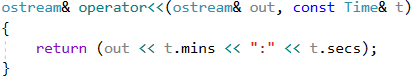 ostream& operator<<(ostream& out, const Time& t)
{
    return (out << t.mins << ":" << t.secs);
}